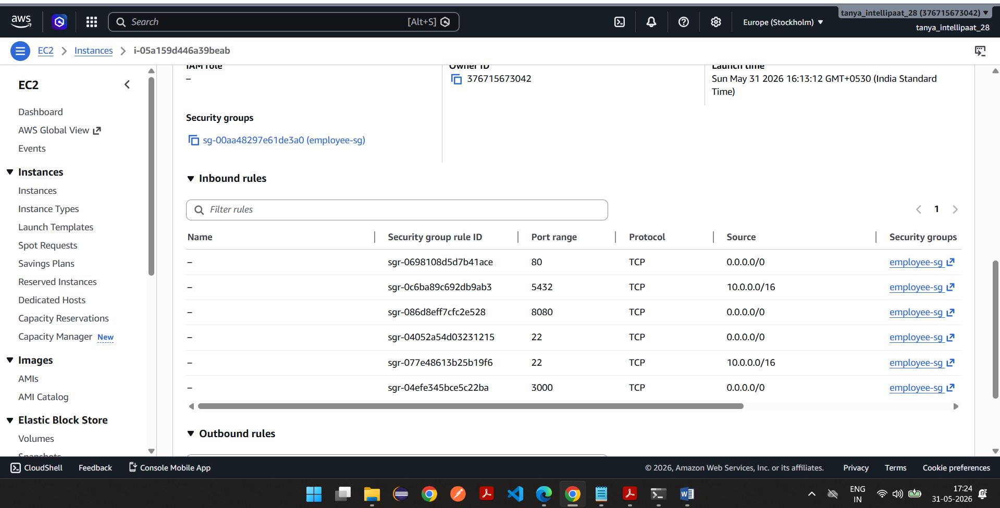 aws
Search [Alt+S]
Europe (Stockholm)
tanya_intellipaat_28 (376715673042)
tanya_intellipaat_28
EC2 Instances i-05a159d446a39beab
EC2
Dashboard
AWS Global View
Events
Instances
Instances
Instance Types
Launch Templates
Spot Requests
Savings Plans
Reserved Instances
Dedicated Hosts
Capacity Reservations
Capacity Manager New
Images
AMIs
AMI Catalog
Elastic Block Store
Volumes
Snapshots
IAM role
–
Owner ID
376715673042
Launch time
Sun May 31 2026 16:13:12 GMT+0530 (India Standard
Time)
Security groups
sg-00aa48297e61de3a0 (employee-sg)
Inbound rules
Filter rules
1
Name Security group rule ID Port range Protocol Source Security groups
– sgr-0698108d5d7b41ace 80 TCP 0.0.0.0/0 employee-sg
– sgr-0c6ba89c692db9ab3 5432 TCP 10.0.0.0/16 employee-sg
– sgr-086d8eff7cfc2e528 8080 TCP 0.0.0.0/0 employee-sg
– sgr-04052a54d03231215 22 TCP 0.0.0.0/0 employee-sg
– sgr-077e48613b25b19f6 22 TCP 10.0.0.0/16 employee-sg
– sgr-04efe345bce5c22ba 3000 TCP 0.0.0.0/0 employee-sg
Outbound rules
CloudShell Feedback Console Mobile App © 2026, Amazon Web Services, Inc. or its affiliates. Privacy Terms Cookie preferences
ENG
IN
17:24
31-05-2026